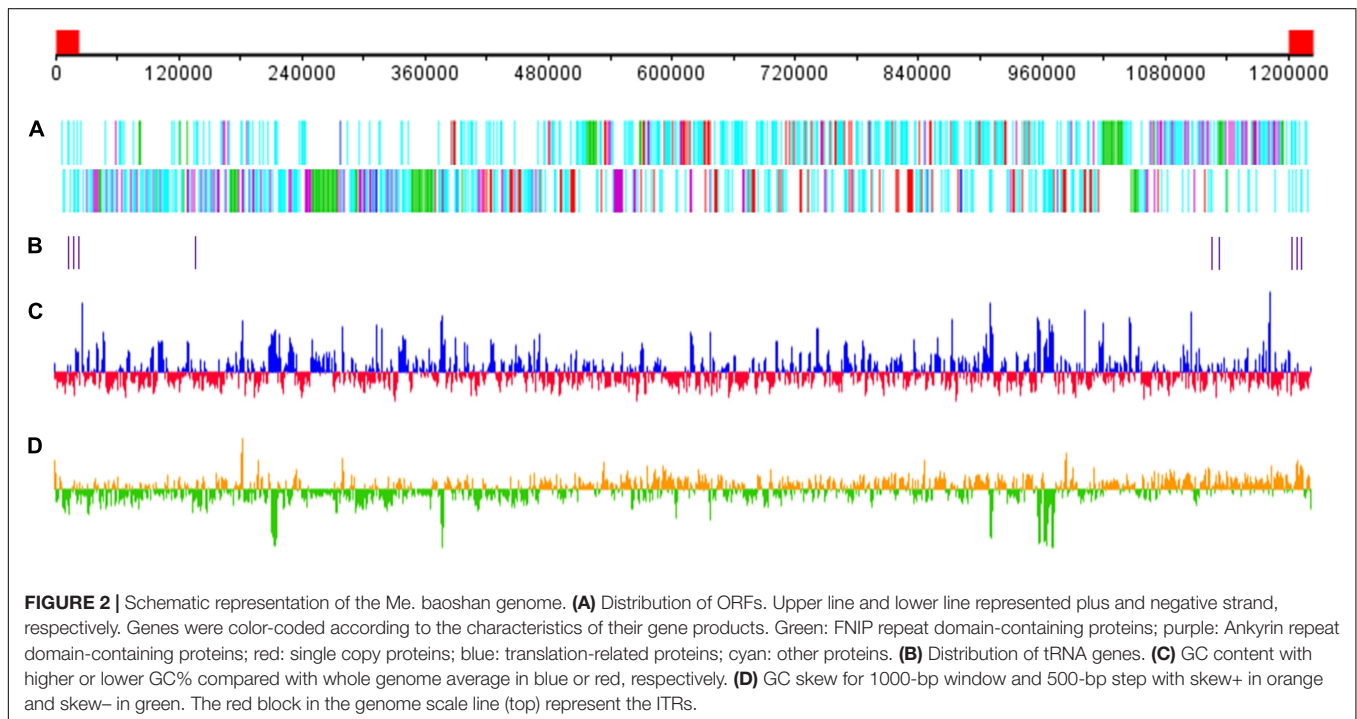 0 120000 240000 360000 480000 600000 720000 840000 960000 1080000 1200000
A
B
C
D
FIGURE 2 | Schematic representation of the Me. baoshan genome. (A) Distribution of ORFs. Upper line and lower line represented plus and negative strand,
respectively. Genes were color-coded according to the characteristics of their gene products. Green: FNIP repeat domain-containing proteins; purple: Ankyrin repeat
domain-containing proteins; red: single copy proteins; blue: translation-related proteins; cyan: other proteins. (B) Distribution of tRNA genes. (C) GC content with
higher or lower GC% compared with whole genome average in blue or red, respectively. (D) GC skew for 1000-bp window and 500-bp step with skew+ in orange
and skew– in green. The red block in the genome scale line (top) represent the ITRs.